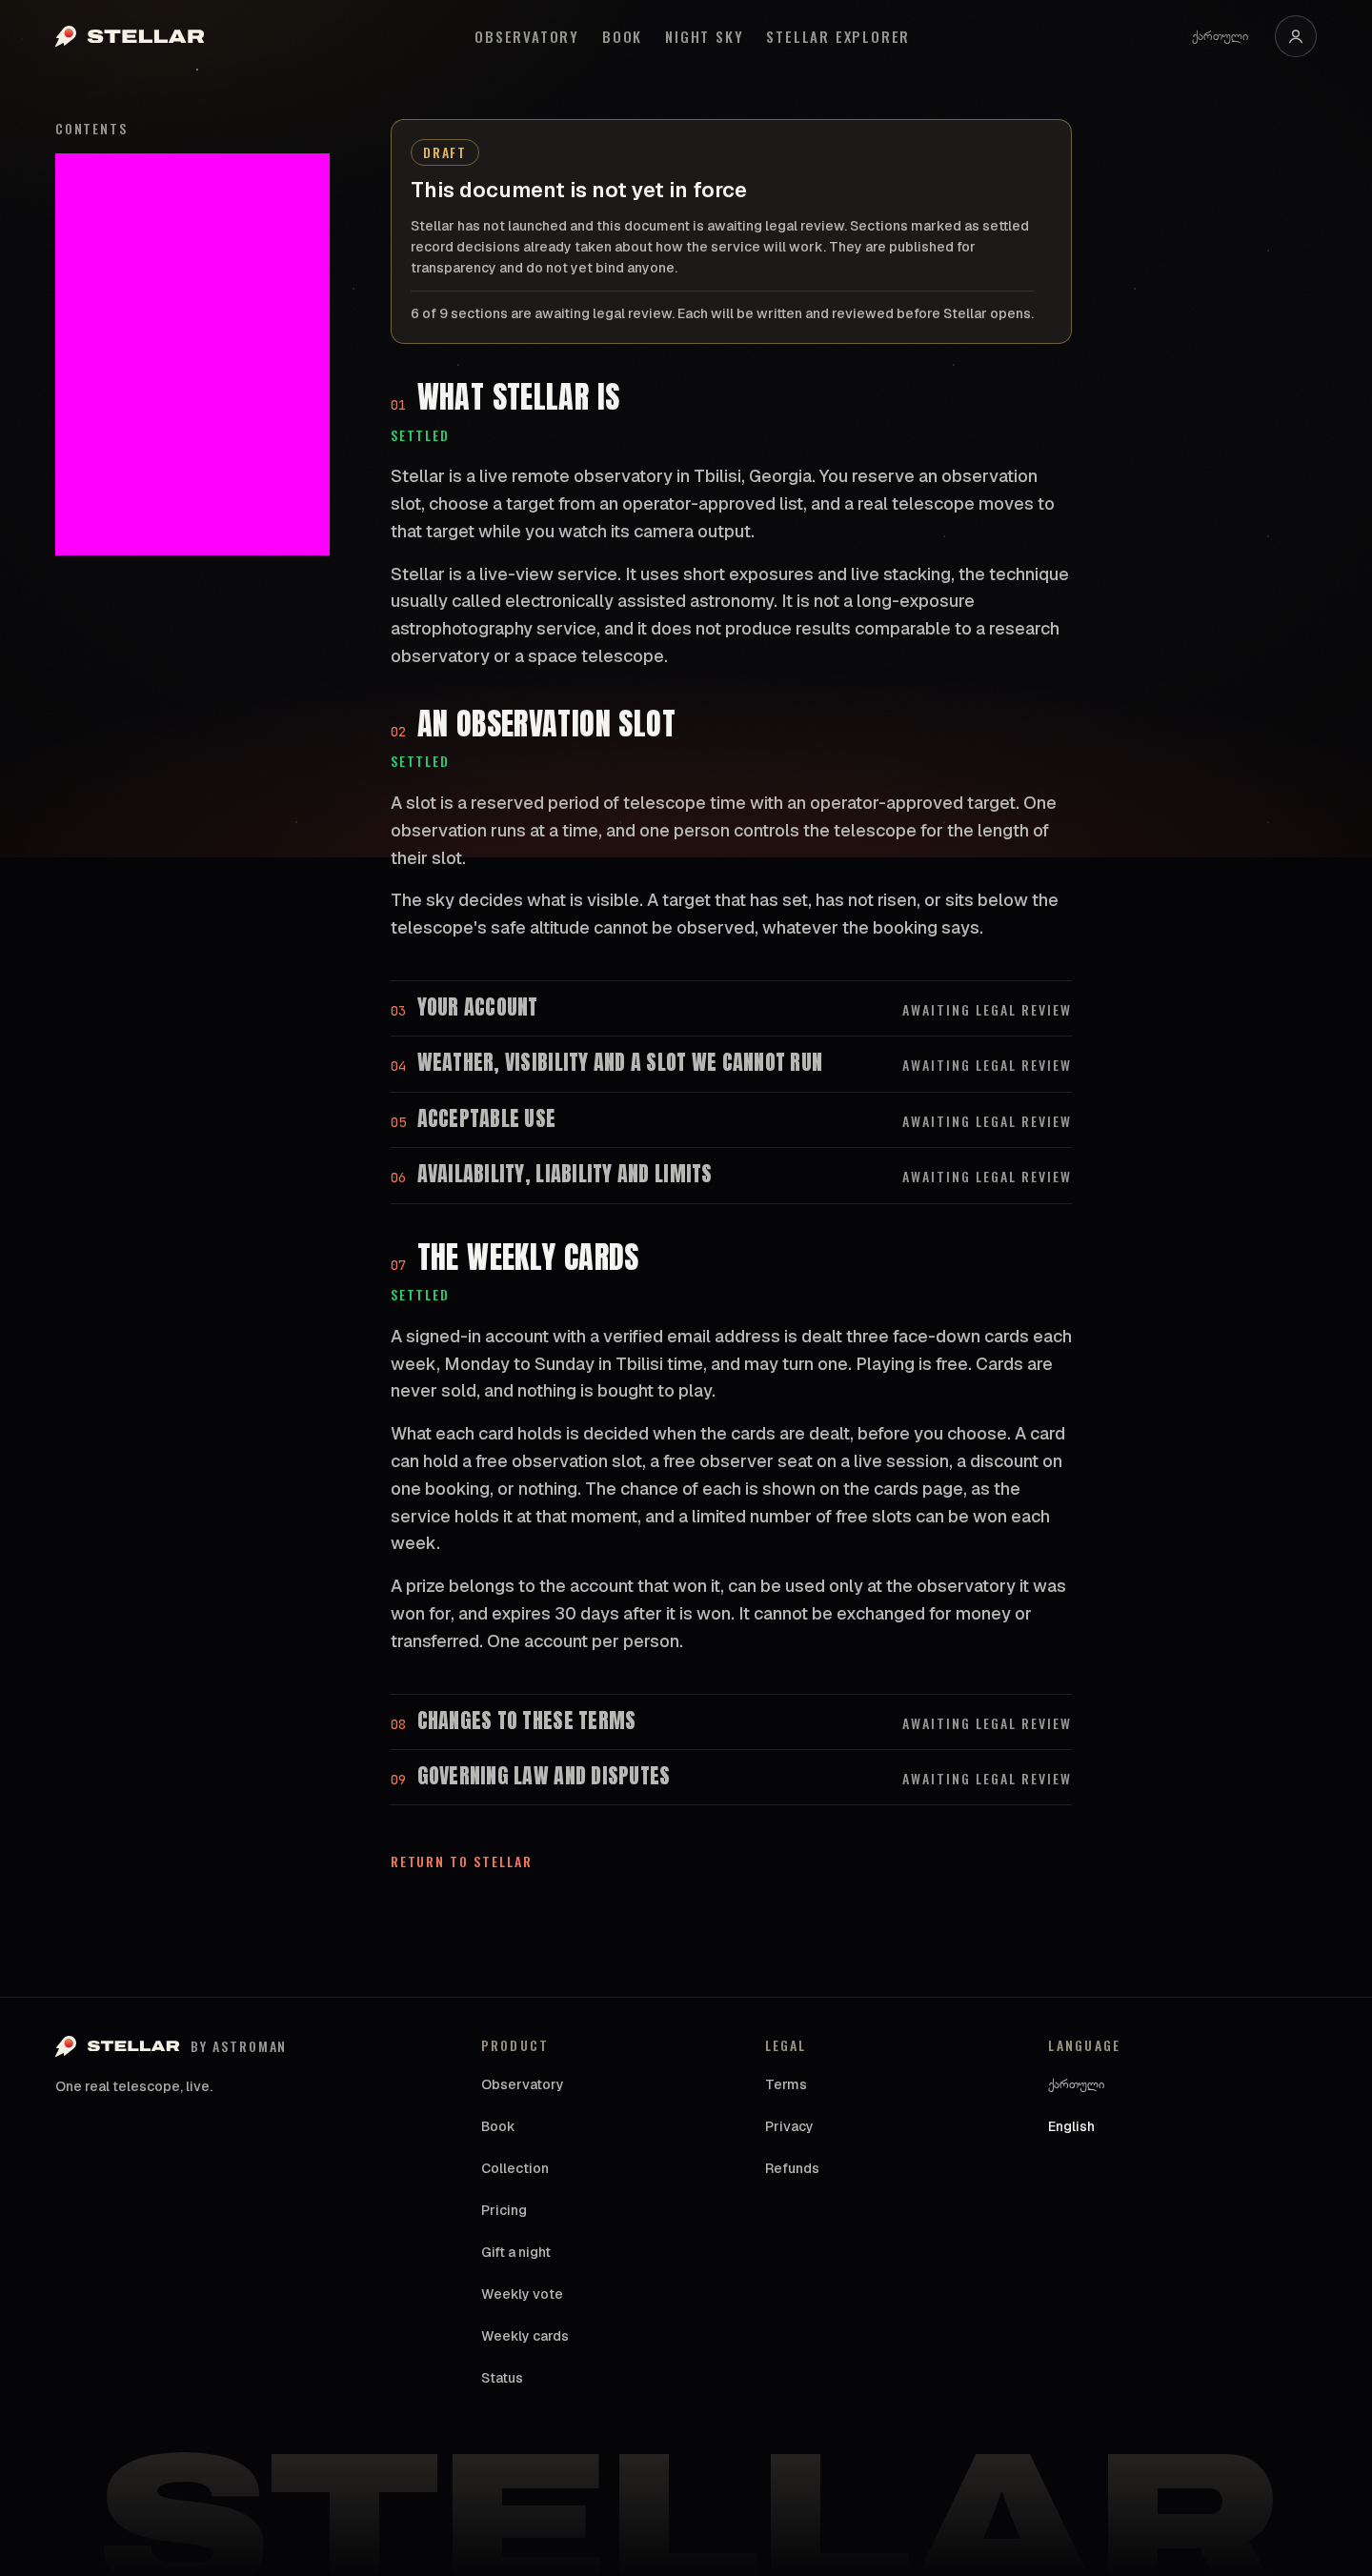 STELLAR
OBSERVATORY BOOK NIGHT SKY STELLAR EXPLORER
ქართული
CONTENTS
DRAFT
This document is not yet in force
Stellar has not launched and this document is awaiting legal review. Sections marked as settled
record decisions already taken about how the service will work. They are published for
transparency and do not yet bind anyone.
6 of 9 sections are awaiting legal review. Each will be written and reviewed before Stellar opens.
01 WHAT STELLAR IS
SETTLED
Stellar is a live remote observatory in Tbilisi, Georgia. You reserve an observation
slot, choose a target from an operator-approved list, and a real telescope moves to
that target while you watch its camera output.
Stellar is a live-view service. It uses short exposures and live stacking, the technique
usually called electronically assisted astronomy. It is not a long-exposure
astrophotography service, and it does not produce results comparable to a research
observatory or a space telescope.
02 AN OBSERVATION SLOT
SETTLED
A slot is a reserved period of telescope time with an operator-approved target. One
observation runs at a time, and one person controls the telescope for the length of
their slot.
The sky decides what is visible. A target that has set, has not risen, or sits below the
telescope's safe altitude cannot be observed, whatever the booking says.
03 YOUR ACCOUNT AWAITING LEGAL REVIEW
04 WEATHER, VISIBILITY AND A SLOT WE CANNOT RUN AWAITING LEGAL REVIEW
05 ACCEPTABLE USE AWAITING LEGAL REVIEW
06 AVAILABILITY, LIABILITY AND LIMITS AWAITING LEGAL REVIEW
07 THE WEEKLY CARDS
SETTLED
A signed-in account with a verified email address is dealt three face-down cards each
week, Monday to Sunday in Tbilisi time, and may turn one. Playing is free. Cards are
never sold, and nothing is bought to play.
What each card holds is decided when the cards are dealt, before you choose. A card
can hold a free observation slot, a free observer seat on a live session, a discount on
one booking, or nothing. The chance of each is shown on the cards page, as the
service holds it at that moment, and a limited number of free slots can be won each
week.
A prize belongs to the account that won it, can be used only at the observatory it was
won for, and expires 30 days after it is won. It cannot be exchanged for money or
transferred. One account per person.
08 CHANGES TO THESE TERMS AWAITING LEGAL REVIEW
09 GOVERNING LAW AND DISPUTES AWAITING LEGAL REVIEW
RETURN TO STELLAR
STELLAR BY ASTROMAN
One real telescope, live.
PRODUCT
Observatory
Book
Collection
Pricing
Gift a night
Weekly vote
Weekly cards
Status
LEGAL
Terms
Privacy
Refunds
LANGUAGE
ქართული
English
STELLAR